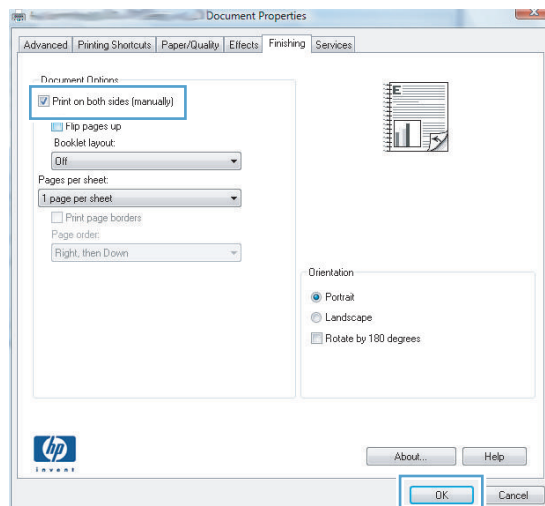 Document Properties
Advanced Printing Shortcuts Paper/Quality Effects Finishing Services
Document Options
Print on both sides (manually)
Flip pages up
Booklet layout:
Off
Pages per sheet:
1 page per sheet
Print page borders
Page order:
Right, then Down
E
Orientation
Portrait
Landscape
Rotate by 180 degrees
hp
invent
About... Help
OK Cancel